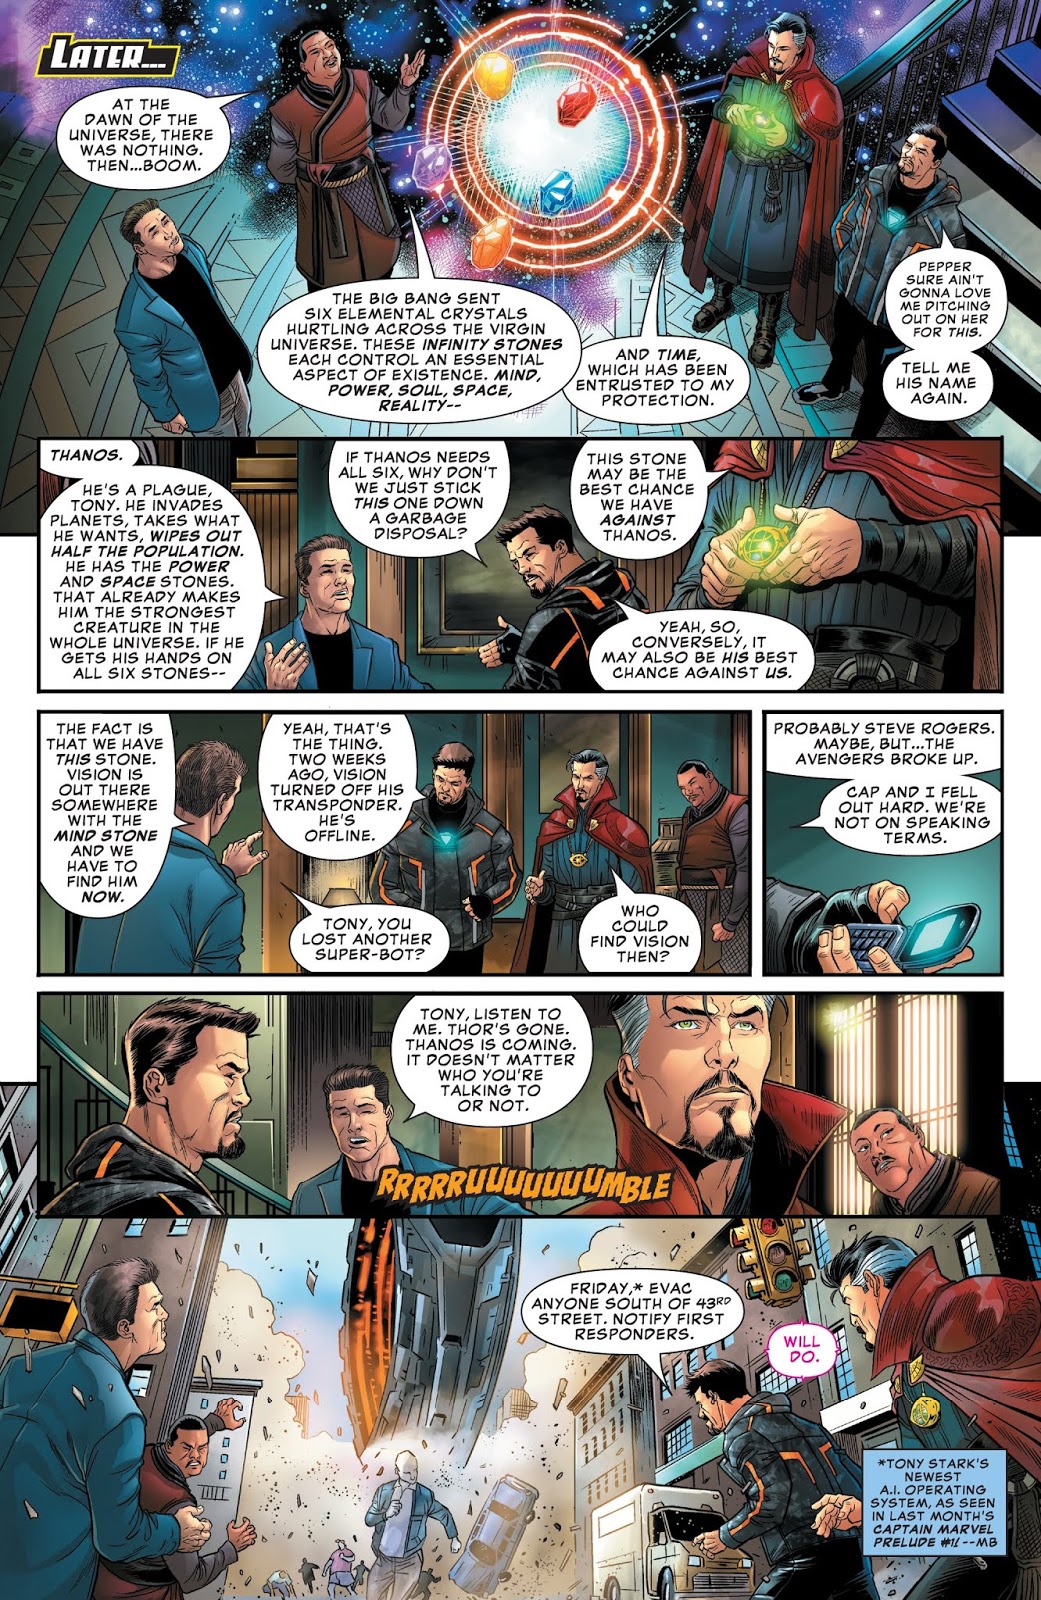 LATER...
AT THE
DAWN OF THE
UNIVERSE, THERE
WAS NOTHING.
THEN...BOOM.
THE BIG BANG SENT
SIX ELEMENTAL CRYSTALS
HURTLING ACROSS THE VIRGIN
UNIVERSE. THESE INFINITY STONES
EACH CONTROL AN ESSENTIAL
ASPECT OF EXISTENCE. MIND,
POWER, SOUL, SPACE,
REALITY--
AND TIME,
WHICH HAS BEEN
ENTRUSTED TO MY
PROTECTION.
PEPPER
SURE AIN'T
GONNA LOVE
ME DITCHING
OUT ON HER
FOR THIS.
TELL ME
HIS NAME
AGAIN.
THANOS.
HE'S A PLAGUE,
TONY. HE INVADES
PLANETS, TAKES WHAT
HE WANTS, WIPES OUT
HALF THE POPULATION.
HE HAS THE POWER
AND SPACE STONES.
THAT ALREADY MAKES
HIM THE STRONGEST
CREATURE IN THE
WHOLE UNIVERSE. IF HE
GETS HIS HANDS ON
ALL SIX STONES--
IF THANOS NEEDS
ALL SIX, WHY DON'T
WE JUST STICK
THIS ONE DOWN
A GARBAGE
DISPOSAL?
THIS STONE
MAY BE THE
BEST CHANCE
WE HAVE
AGAINST
THANOS.
YEAH, SO,
CONVERSELY, IT
MAY ALSO BE HIS BEST
CHANCE AGAINST US.
THE FACT IS
THAT WE HAVE
THIS STONE.
VISION IS
OUT THERE
SOMEWHERE
WITH THE
MIND STONE
AND WE
HAVE TO
FIND HIM
NOW.
YEAH, THAT'S
THE THING.
TWO WEEKS
AGO, VISION
TURNED OFF HIS
TRANSPONDER.
HE'S
OFFLINE.
TONY, YOU
LOST ANOTHER
SUPER-BOT?
WHO
COULD
FIND VISION
THEN?
PROBABLY STEVE ROGERS.
MAYBE, BUT...THE
AVENGERS BROKE UP.
CAP AND I FELL
OUT HARD. WE'RE
NOT ON SPEAKING
TERMS.
TONY, LISTEN TO
ME. THOR'S GONE.
THANOS IS COMING.
IT DOESN'T MATTER
WHO YOU'RE
TALKING TO
OR NOT.
RRRRRUUUUUUUUMBLE
FRIDAY,* EVAC
ANYONE SOUTH OF 43RD
STREET. NOTIFY FIRST
RESPONDERS.
WILL
DO.
*TONY STARK'S
NEWEST
A.I. OPERATING
SYSTEM, AS SEEN
IN LAST MONTH'S
CAPTAIN MARVEL
PRELUDE #1! --MB